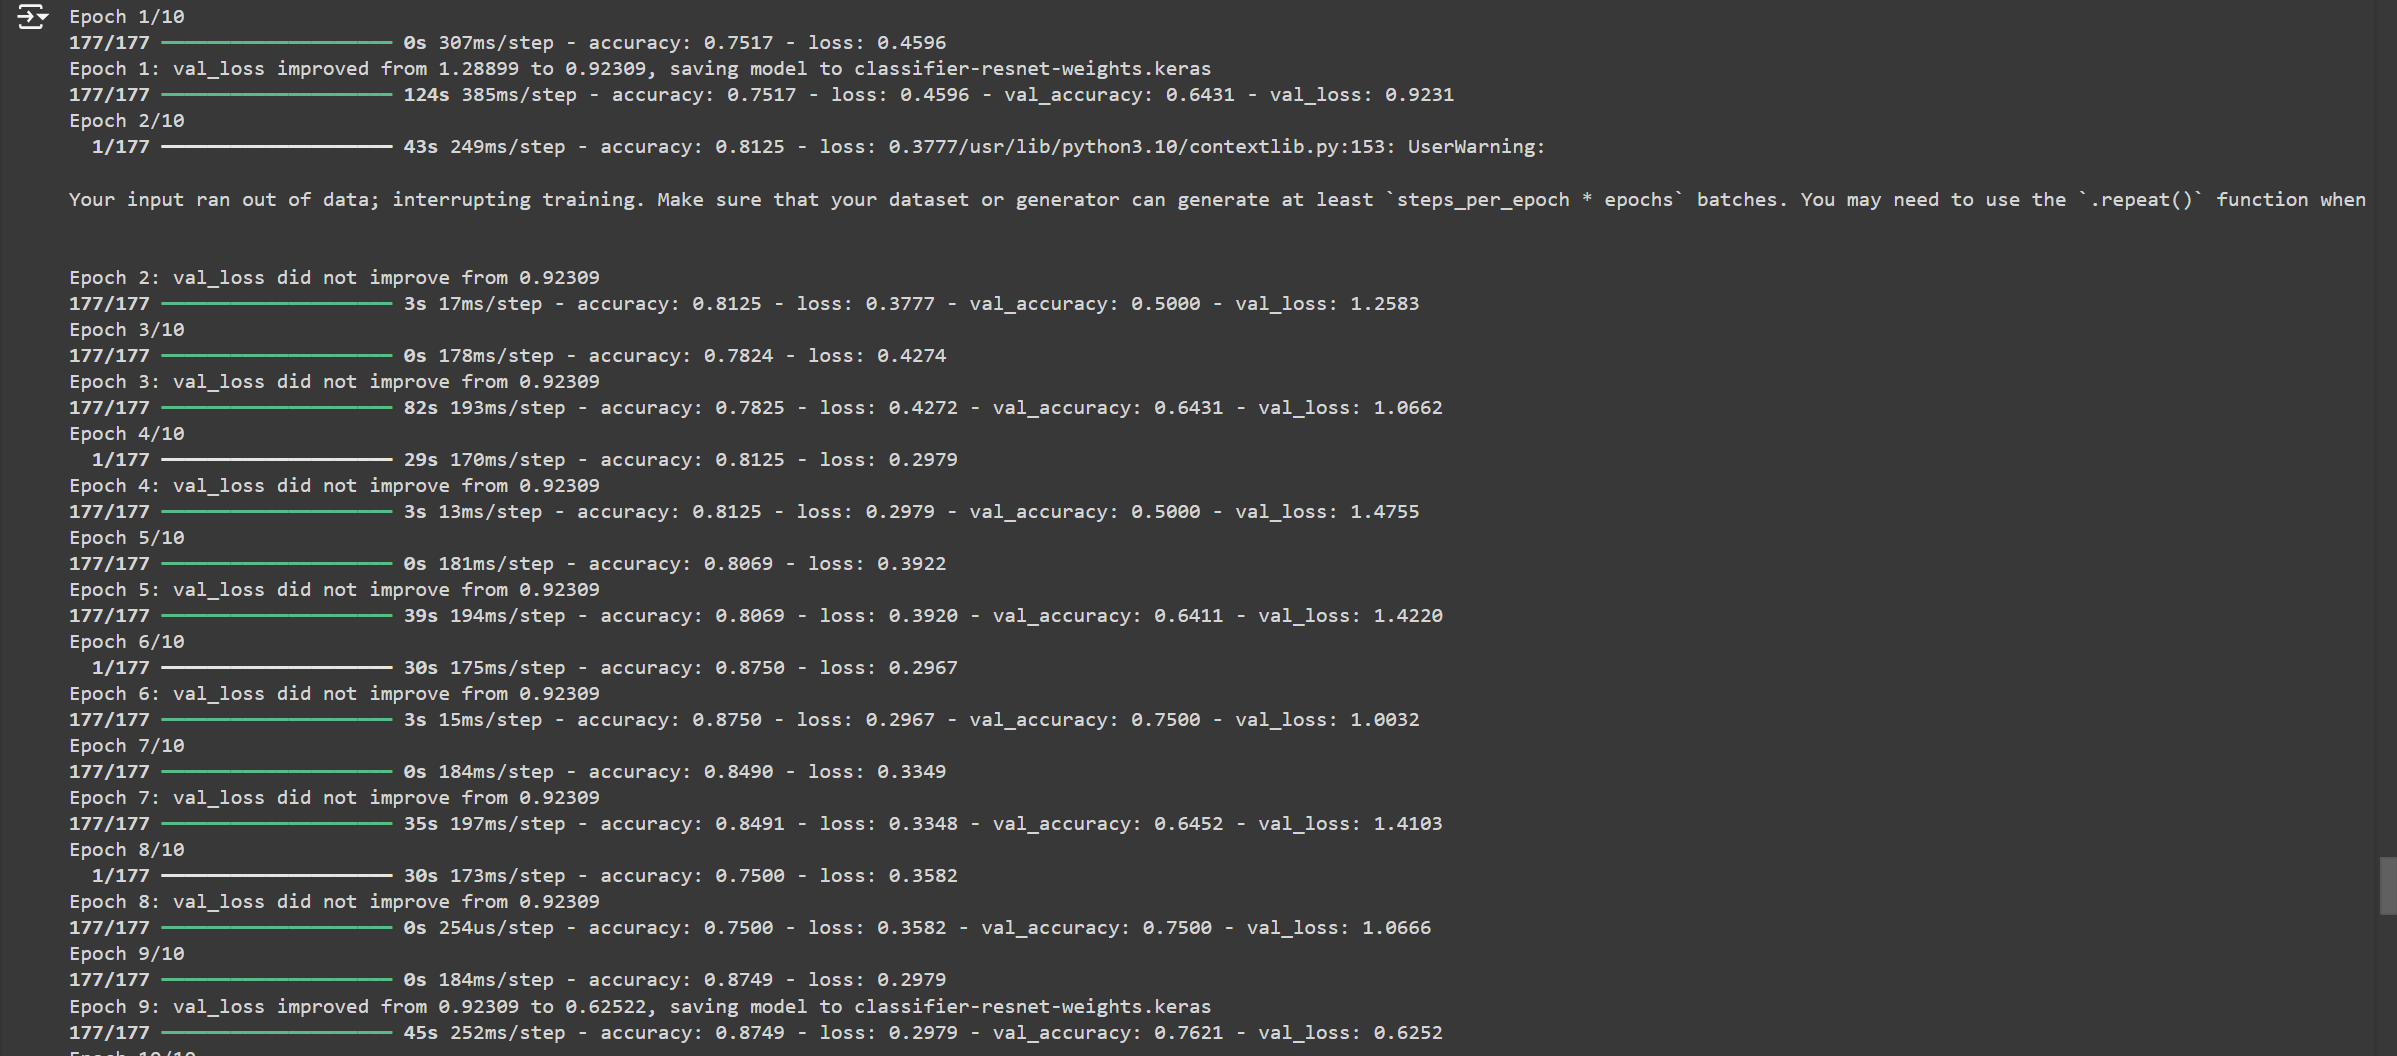 Epoch 1/10
177/177 0s 307ms/step - accuracy: 0.7517 - loss: 0.4596
Epoch 1: val_loss improved from 1.28899 to 0.92309, saving model to classifier-resnet-weights.keras
177/177 124s 385ms/step - accuracy: 0.7517 - loss: 0.4596 - val_accuracy: 0.6431 - val_loss: 0.9231
Epoch 2/10
1/177 43s 249ms/step - accuracy: 0.8125 - loss: 0.3777/usr/lib/python3.10/contextlib.py:153: UserWarning:
Your input ran out of data; interrupting training. Make sure that your dataset or generator can generate at least `steps_per_epoch * epochs` batches. You may need to use the `.repeat()` function when
Epoch 2: val_loss did not improve from 0.92309
177/177 3s 17ms/step - accuracy: 0.8125 - loss: 0.3777 - val_accuracy: 0.5000 - val_loss: 1.2583
Epoch 3/10
177/177 0s 178ms/step - accuracy: 0.7824 - loss: 0.4274
Epoch 3: val_loss did not improve from 0.92309
177/177 82s 193ms/step - accuracy: 0.7825 - loss: 0.4272 - val_accuracy: 0.6431 - val_loss: 1.0662
Epoch 4/10
1/177 29s 170ms/step - accuracy: 0.8125 - loss: 0.2979
Epoch 4: val_loss did not improve from 0.92309
177/177 3s 13ms/step - accuracy: 0.8125 - loss: 0.2979 - val_accuracy: 0.5000 - val_loss: 1.4755
Epoch 5/10
177/177 0s 181ms/step - accuracy: 0.8069 - loss: 0.3922
Epoch 5: val_loss did not improve from 0.92309
177/177 39s 194ms/step - accuracy: 0.8069 - loss: 0.3920 - val_accuracy: 0.6411 - val_loss: 1.4220
Epoch 6/10
1/177 30s 175ms/step - accuracy: 0.8750 - loss: 0.2967
Epoch 6: val_loss did not improve from 0.92309
177/177 3s 15ms/step - accuracy: 0.8750 - loss: 0.2967 - val_accuracy: 0.7500 - val_loss: 1.0032
Epoch 7/10
177/177 0s 184ms/step - accuracy: 0.8490 - loss: 0.3349
Epoch 7: val_loss did not improve from 0.92309
177/177 35s 197ms/step - accuracy: 0.8491 - loss: 0.3348 - val_accuracy: 0.6452 - val_loss: 1.4103
Epoch 8/10
1/177 30s 173ms/step - accuracy: 0.7500 - loss: 0.3582
Epoch 8: val_loss did not improve from 0.92309
177/177 0s 254us/step - accuracy: 0.7500 - loss: 0.3582 - val_accuracy: 0.7500 - val_loss: 1.0666
Epoch 9/10
177/177 0s 184ms/step - accuracy: 0.8749 - loss: 0.2979
Epoch 9: val_loss improved from 0.92309 to 0.62522, saving model to classifier-resnet-weights.keras
177/177 45s 252ms/step - accuracy: 0.8749 - loss: 0.2979 - val_accuracy: 0.7621 - val_loss: 0.6252